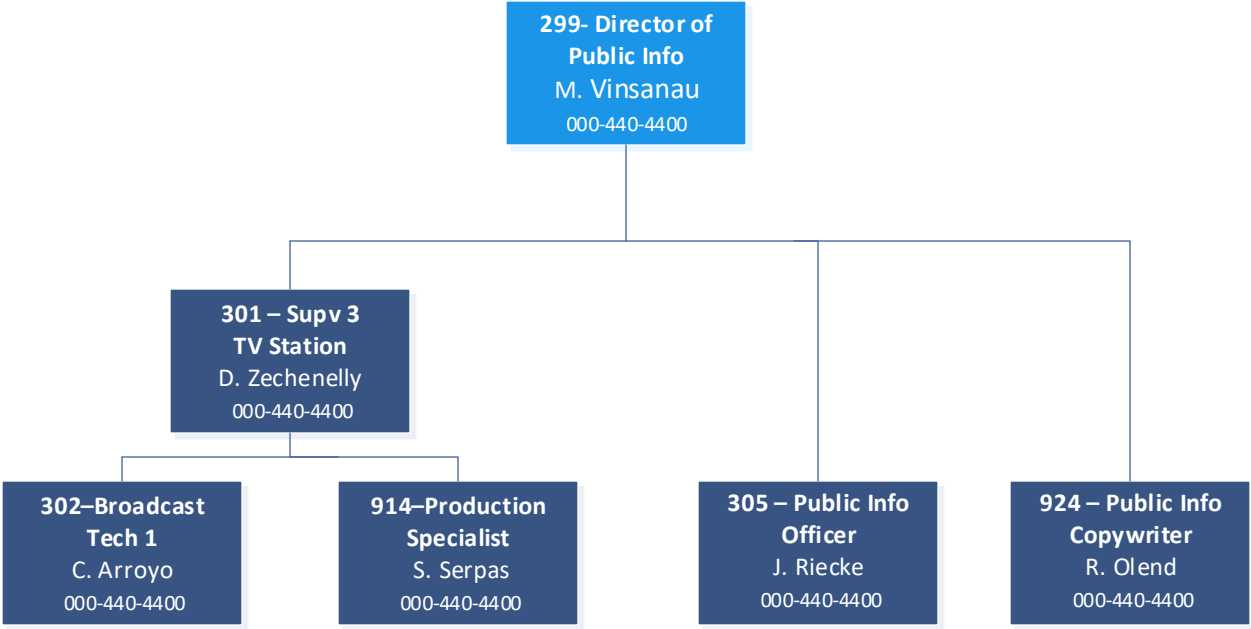 299- Director of
Public Info
M. Vinsanau
000-440-4400
301 – Supv 3
TV Station
D. Zechenelly
000-440-4400
302–Broadcast
Tech 1
C. Arroyo
000-440-4400
914–Production
Specialist
S. Serpas
000-440-4400
305 – Public Info
Officer
J. Riecke
000-440-4400
924 – Public Info
Copywriter
R. Olend
000-440-4400